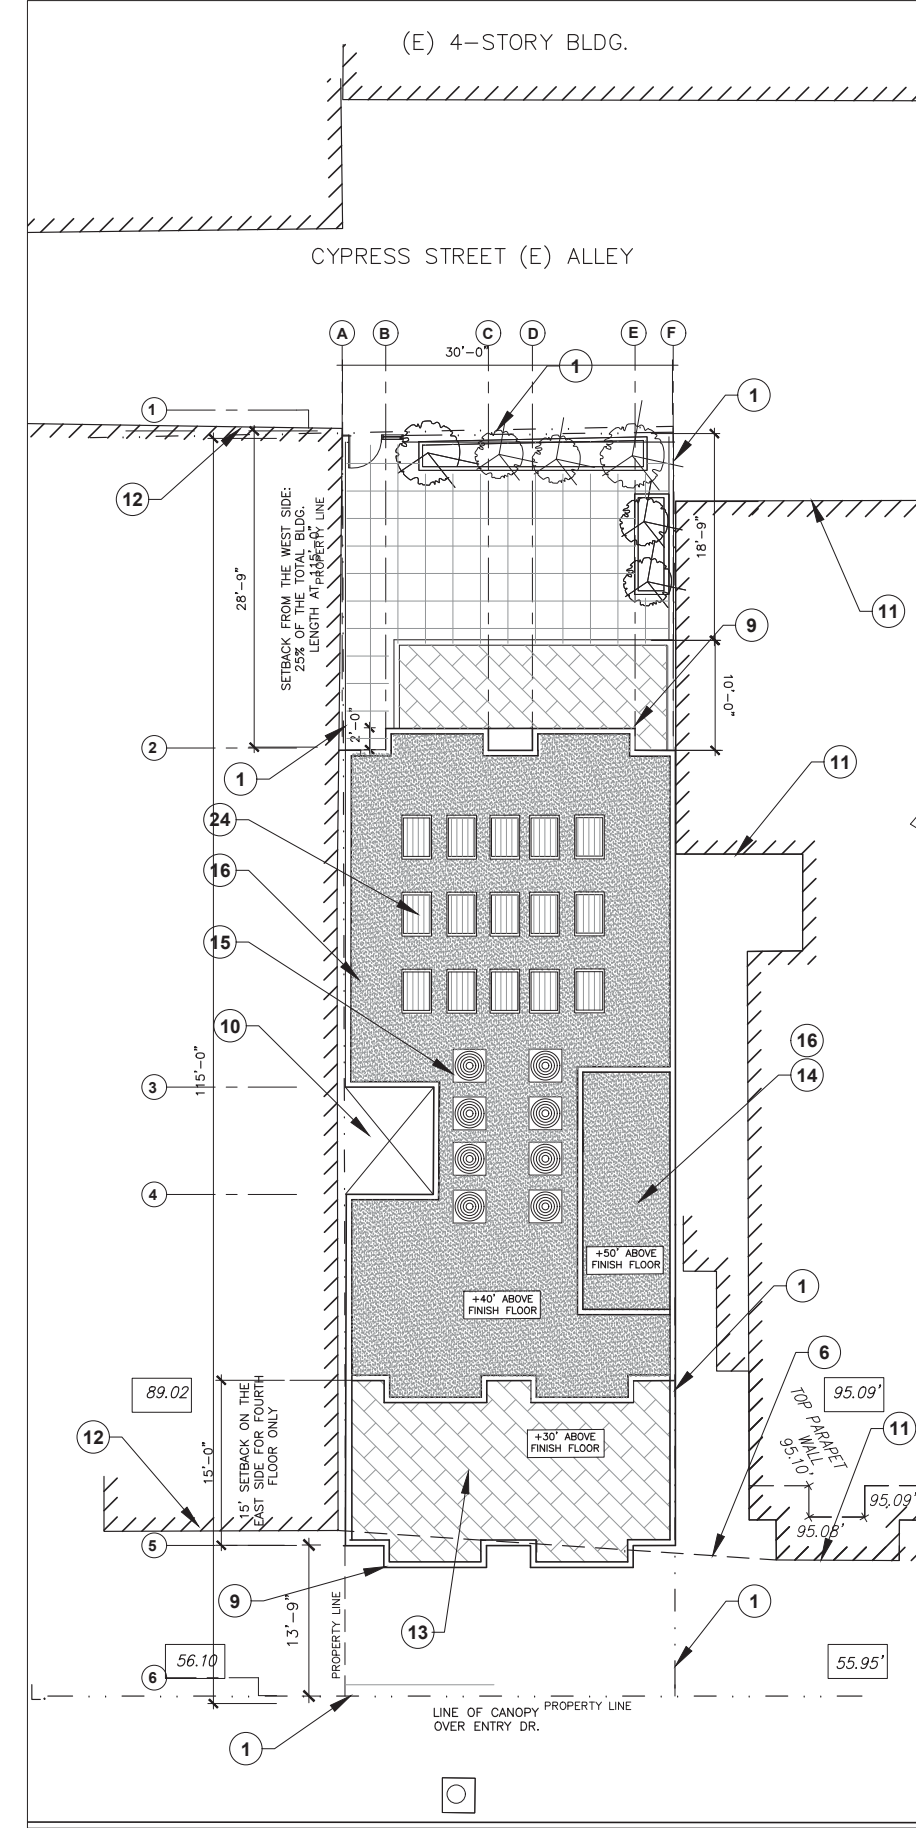 (E) 4-STORY BLDG.
CYPRESS STREET (E) ALLEY
A
B
C
D
E
F
30'-0"
1
1
1
12
SETBACK FROM THE WEST SIDE:
25% OF THE TOTAL BLDG.
LENGTH AT 115'-0"
PROPERTY LINE
28'-9"
18'-9"
11
9
10'-0"
2'-0"
2
1
11
24
16
15
10
16
14
3
115'-0"
4
+50' ABOVE
FINISH FLOOR
+40' ABOVE
FINISH FLOOR
1
6
89.02
95.09'
TOP PARAPET
WALL
95.10'
11
12
15'-0"
15' SETBACK ON THE
EAST SIDE FOR FOURTH
FLOOR ONLY
+30' ABOVE
FINISH FLOOR
95.09'
95.08'
5
9
13'-9"
PROPERTY LINE
13
1
56.10
55.95'
6
L.
LINE OF CANOPY
OVER ENTRY DR.
PROPERTY LINE
1